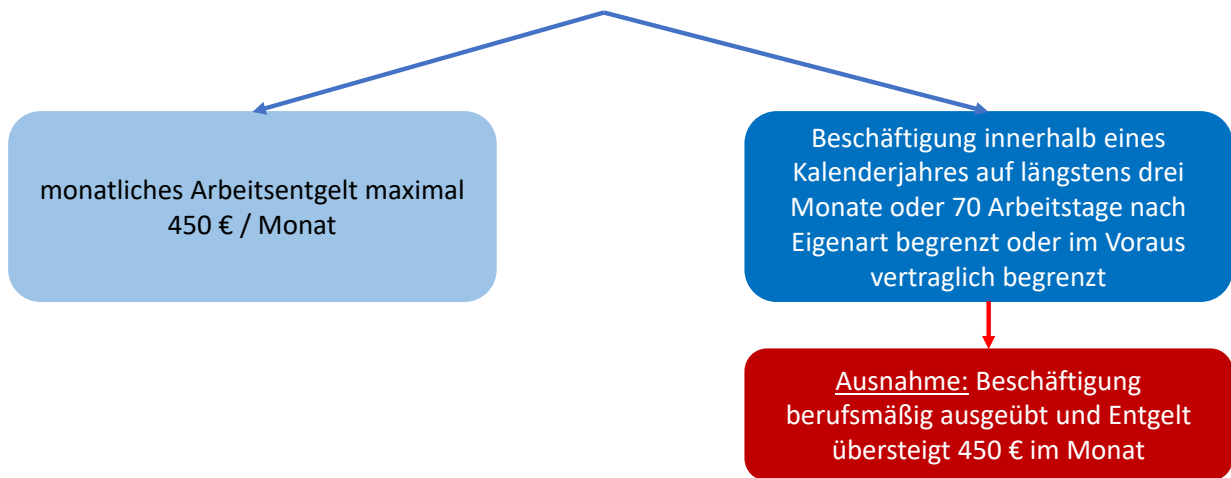 monatliches Arbeitsentgelt maximal
450 € / Monat
Beschäftigung innerhalb eines
Kalenderjahres auf längstens drei
Monate oder 70 Arbeitstage nach
Eigenart begrenzt oder im Voraus
vertraglich begrenzt
Ausnahme: Beschäftigung
berufsmäßig ausgeübt und Entgelt
übersteigt 450 € im Monat